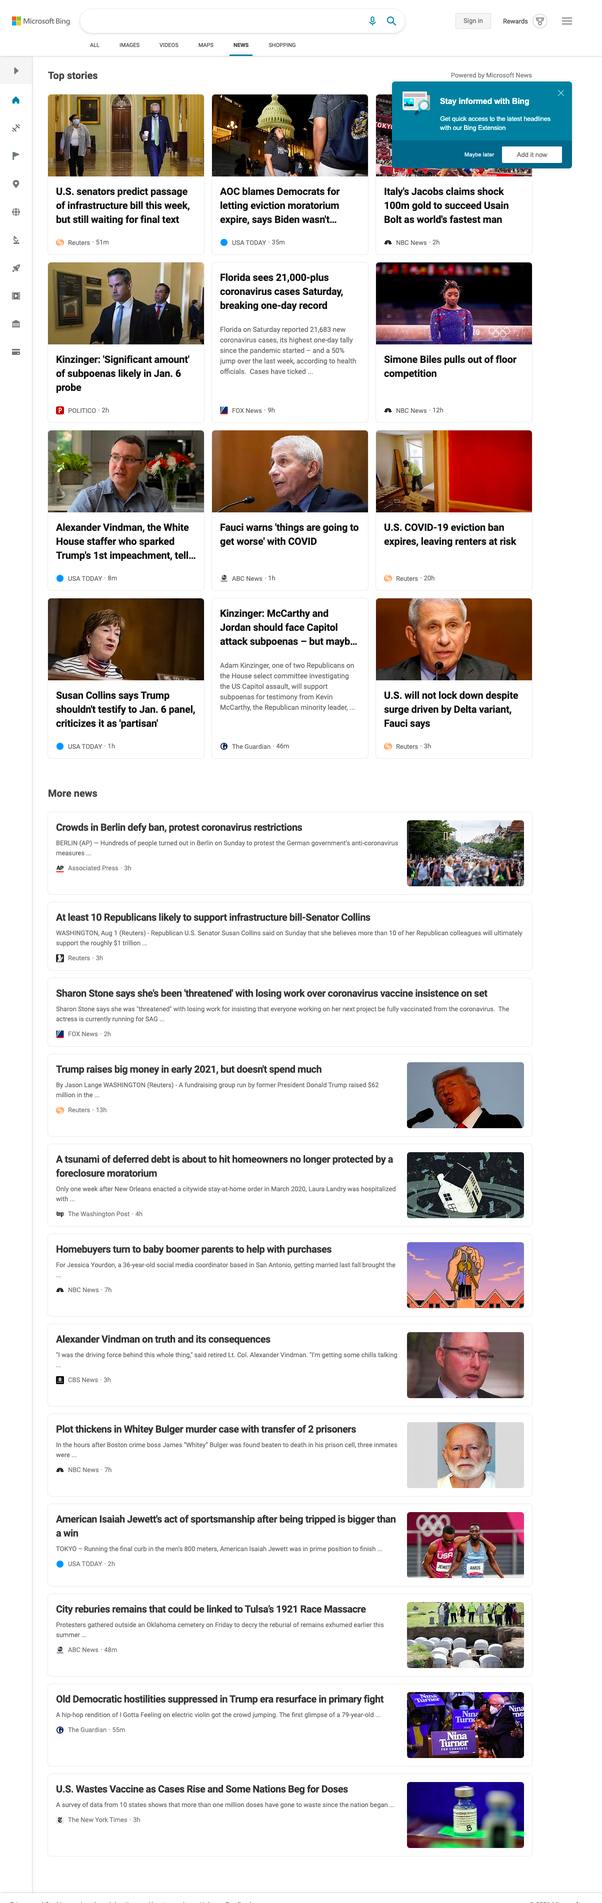 Microsoft Bing
Sign in
Rewards
ALL
IMAGES
VIDEOS
MAPS
NEWS
SHOPPING
Top stories
Powered by Microsoft News
Stay informed with Bing
Get quick access to the latest headlines
with our Bing Extension
Maybe later
Add it now
U.S. senators predict passage
of infrastructure bill this week,
but still waiting for final text
Reuters · 51m
AOC blames Democrats for
letting eviction moratorium
expire, says Biden wasn't...
USA TODAY · 35m
Italy's Jacobs claims shock
100m gold to succeed Usain
Bolt as world's fastest man
NBC News · 2h
Kinzinger: 'Significant amount'
of subpoenas likely in Jan. 6
probe
POLITICO · 2h
Florida sees 21,000-plus
coronavirus cases Saturday,
breaking one-day record
Florida on Saturday reported 21,683 new
coronavirus cases, its highest one-day tally
since the pandemic started – and a 50%
jump over the last week, according to health
officials. Cases have ticked ...
FOX News · 9h
Simone Biles pulls out of floor
competition
NBC News · 12h
Alexander Vindman, the White
House staffer who sparked
Trump's 1st impeachment, tell...
USA TODAY · 8m
Fauci warns 'things are going to
get worse' with COVID
ABC News · 1h
U.S. COVID-19 eviction ban
expires, leaving renters at risk
Reuters · 20h
Susan Collins says Trump
shouldn't testify to Jan. 6 panel,
criticizes it as 'partisan'
USA TODAY · 1h
Kinzinger: McCarthy and
Jordan should face Capitol
attack subpoenas – but mayb...
Adam Kinzinger, one of two Republicans on
the House select committee investigating
the US Capitol assault, will support
subpoenas for testimony from Kevin
McCarthy, the Republican minority leader, ...
The Guardian · 46m
U.S. will not lock down despite
surge driven by Delta variant,
Fauci says
Reuters · 3h
More news
Crowds in Berlin defy ban, protest coronavirus restrictions
BERLIN (AP) — Hundreds of people turned out in Berlin on Sunday to protest the German government's anti-coronavirus
measures ...
AP Associated Press · 3h
At least 10 Republicans likely to support infrastructure bill-Senator Collins
WASHINGTON, Aug 1 (Reuters) - Republican U.S. Senator Susan Collins said on Sunday that she believes more than 10 of her Republican colleagues will ultimately
support the roughly $1 trillion ...
Reuters · 3h
Sharon Stone says she's been 'threatened' with losing work over coronavirus vaccine insistence on set
Sharon Stone says she was "threatened" with losing work for insisting that everyone working on her next project be fully vaccinated from the coronavirus. The
actress is currently running for SAG ...
FOX News · 2h
Trump raises big money in early 2021, but doesn't spend much
By Jason Lange WASHINGTON (Reuters) - A fundraising group run by former President Donald Trump raised $62
million in the ...
Reuters · 13h
A tsunami of deferred debt is about to hit homeowners no longer protected by a
foreclosure moratorium
Only one week after New Orleans enacted a citywide stay-at-home order in March 2020, Laura Landry was hospitalized
with ...
wp The Washington Post · 4h
Homebuyers turn to baby boomer parents to help with purchases
For Jessica Yourdon, a 36-year-old social media coordinator based in San Antonio, getting married last fall brought the
...
NBC News · 7h
Alexander Vindman on truth and its consequences
"I was the driving force behind this whole thing," said retired Lt. Col. Alexander Vindman. "I'm getting some chills talking
...
CBS News · 3h
Plot thickens in Whitey Bulger murder case with transfer of 2 prisoners
In the hours after Boston crime boss James "Whitey" Bulger was found beaten to death in his prison cell, three inmates
were ...
NBC News · 7h
American Isaiah Jewett's act of sportsmanship after being tripped is bigger than
a win
TOKYO – Running the final curb in the men's 800 meters, American Isaiah Jewett was in prime position to finish ...
USA TODAY · 2h
USA
JEWETT
AMOS
City reburies remains that could be linked to Tulsa's 1921 Race Massacre
Protesters gathered outside an Oklahoma cemetery on Friday to decry the reburial of remains exhumed earlier this
summer ...
ABC News · 48m
Old Democratic hostilities suppressed in Trump era resurface in primary fight
A hip-hop rendition of I Gotta Feeling on electric violin got the crowd jumping. The first glimpse of a 79-year-old ...
The Guardian · 55m
Nina
Turner
Nina
Turner
U.S. Wastes Vaccine as Cases Rise and Some Nations Beg for Doses
A survey of data from 10 states shows that more than one million doses have gone to waste since the nation began ...
The New York Times · 3h